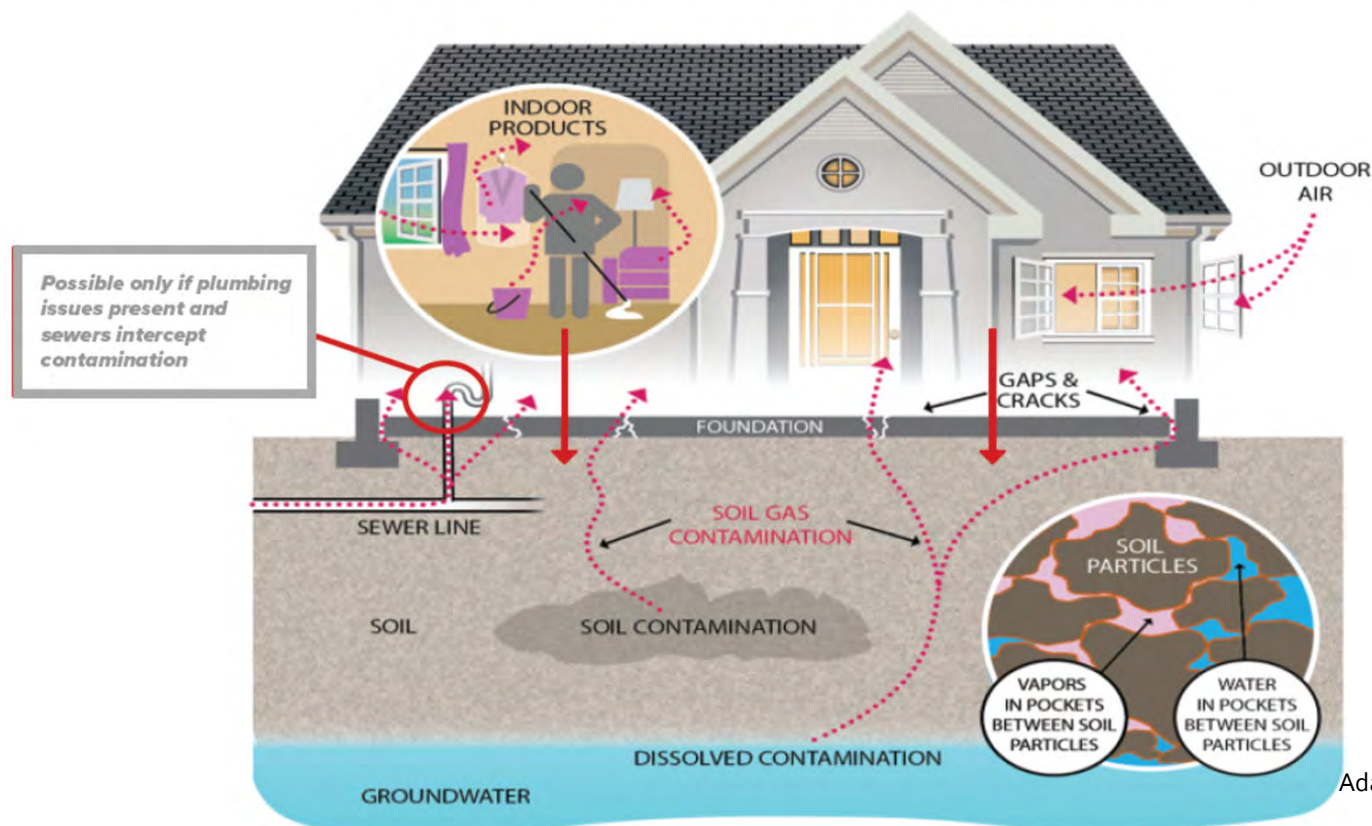 INDOOR
PRODUCTS
OUTDOOR
AIR
Possible only if plumbing
issues present and
sewers intercept
contamination
GAPS &
CRACKS
FOUNDATION
SEWER LINE
SOIL GAS
CONTAMINATION
SOIL
PARTICLES
SOIL
SOIL CONTAMINATION
VAPORS
IN POCKETS
BETWEEN SOIL
PARTICLES
WATER
IN POCKETS
BETWEEN SOIL
PARTICLES
DISSOLVED CONTAMINATION
GROUNDWATER